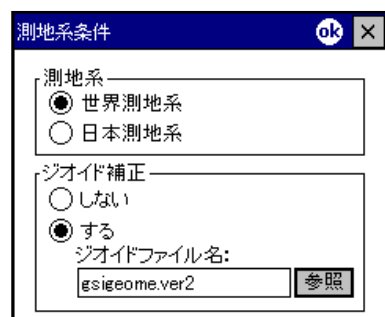 測地系条件 ok ×
測地系
世界測地系
日本測地系
ジオイド補正
しない
する
ジオイドファイル名:
gsigeome.ver2 参照